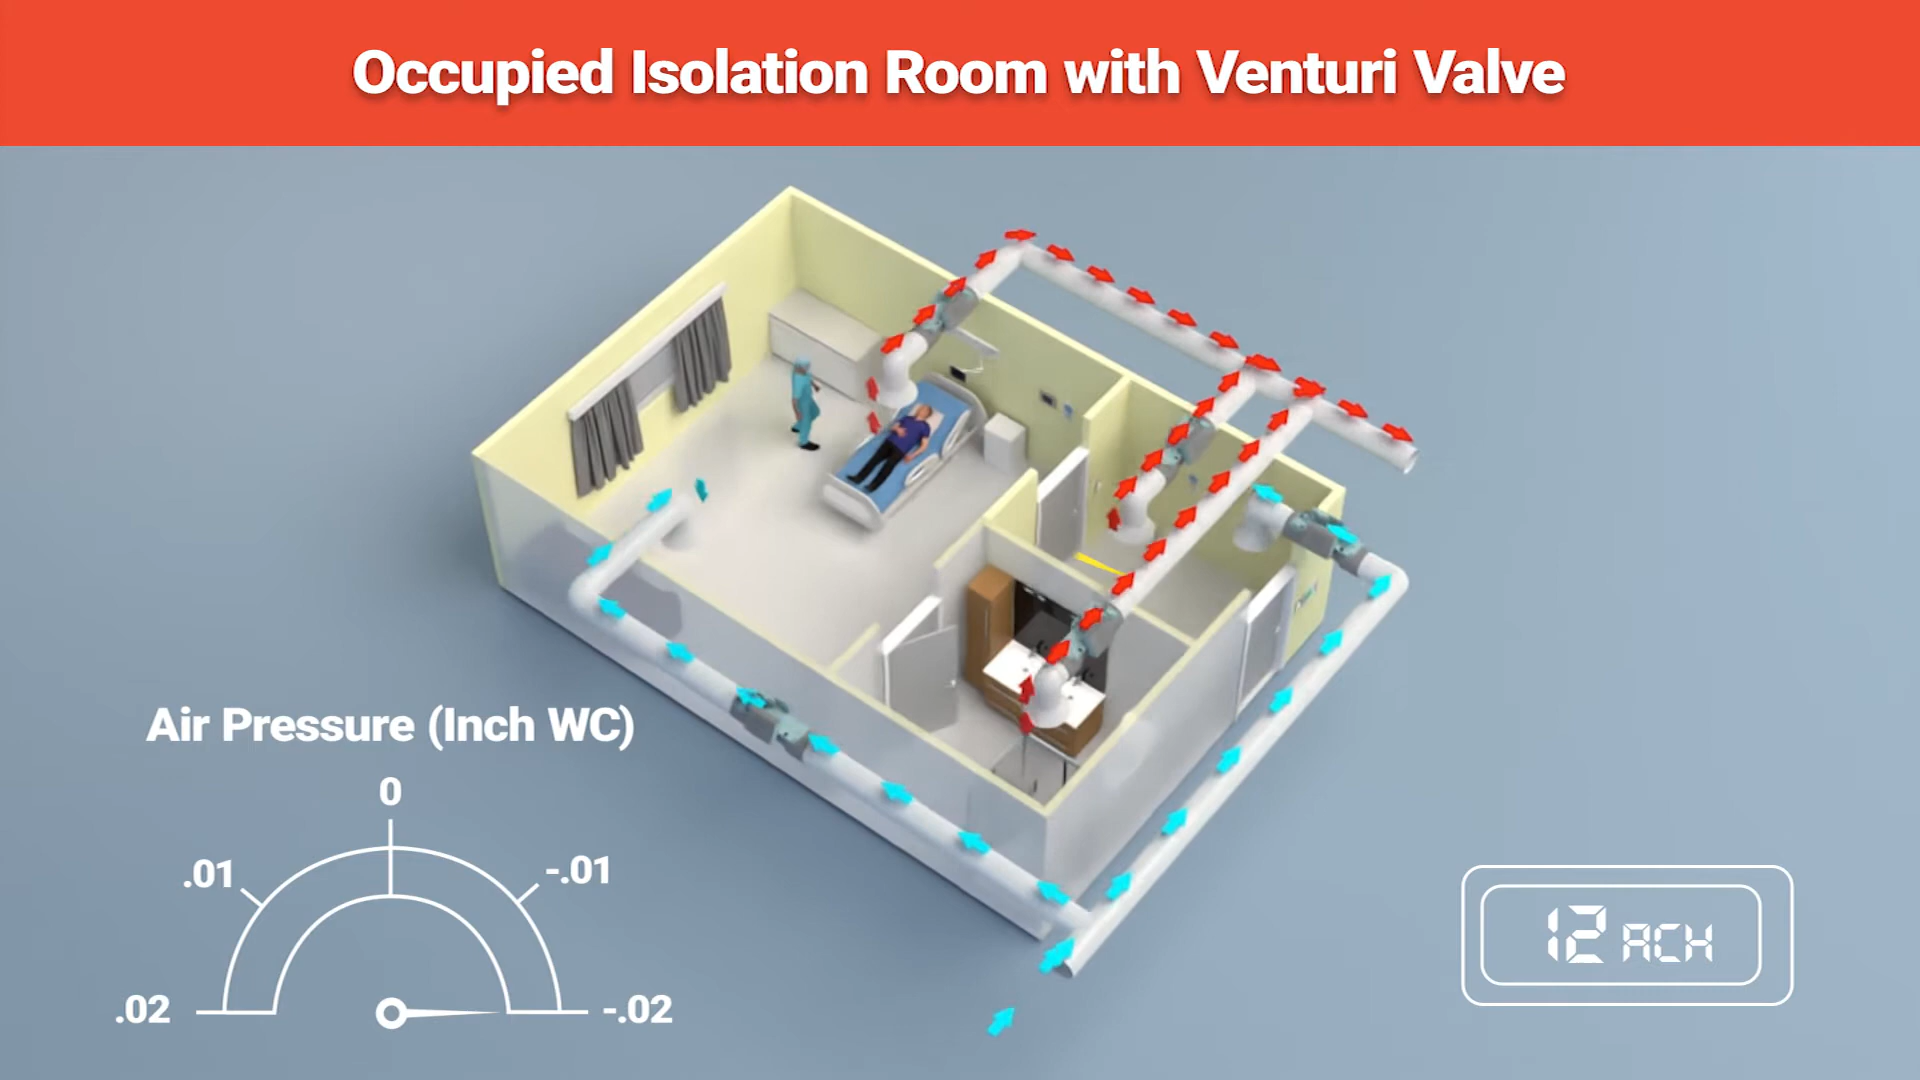 Occupied Isolation Room with Venturi Valve
Air Pressure (Inch WC)
0
.01
-.01
.02
-.02
12 ACH